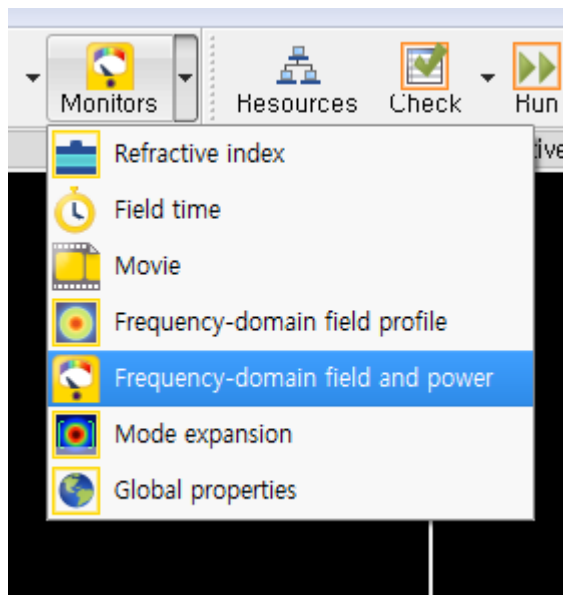 Monitors
Resources
Check
Run
tive
Refractive index
Field time
Movie
Frequency-domain field profile
Frequency-domain field and power
Mode expansion
Global properties